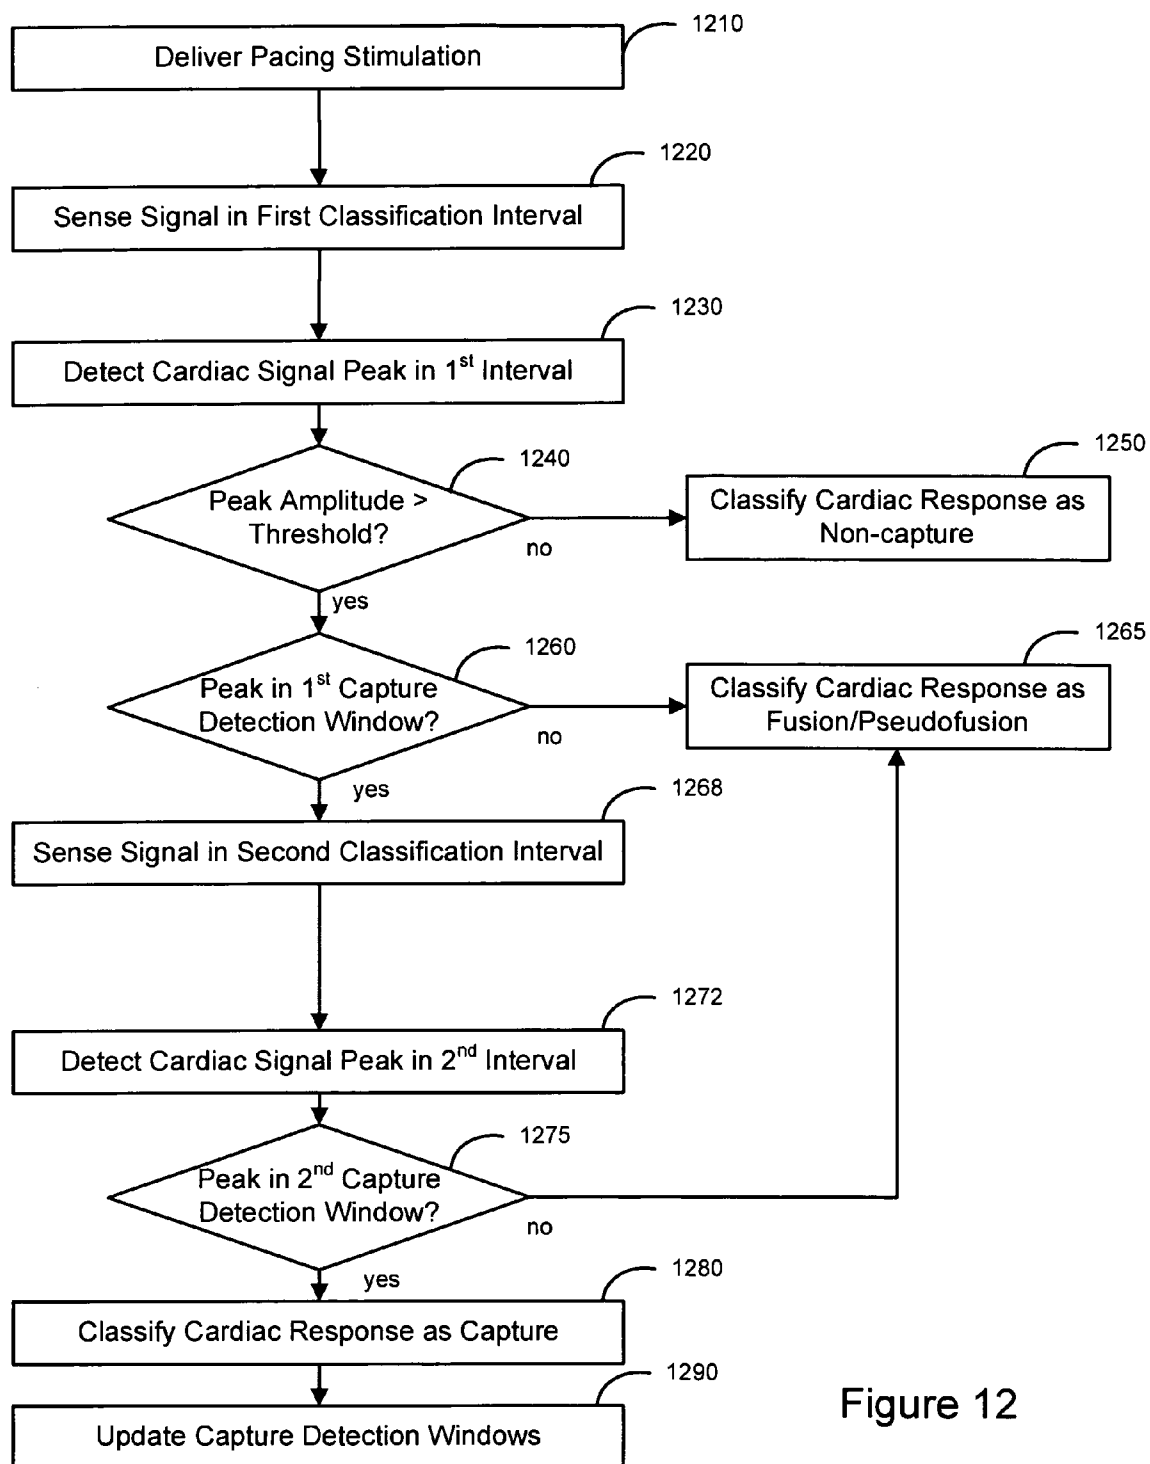 1210
Deliver Pacing Stimulation
1220
Sense Signal in First Classification Interval
1230
Detect Cardiac Signal Peak in 1st Interval
1240
Peak Amplitude >
Threshold?
no
yes
1250
Classify Cardiac Response as
Non-capture
1260
Peak in 1st Capture
Detection Window?
no
yes
1265
Classify Cardiac Response as
Fusion/Pseudofusion
1268
Sense Signal in Second Classification Interval
1272
Detect Cardiac Signal Peak in 2nd Interval
1275
Peak in 2nd Capture
Detection Window?
no
yes
1280
Classify Cardiac Response as Capture
1290
Update Capture Detection Windows
Figure 12